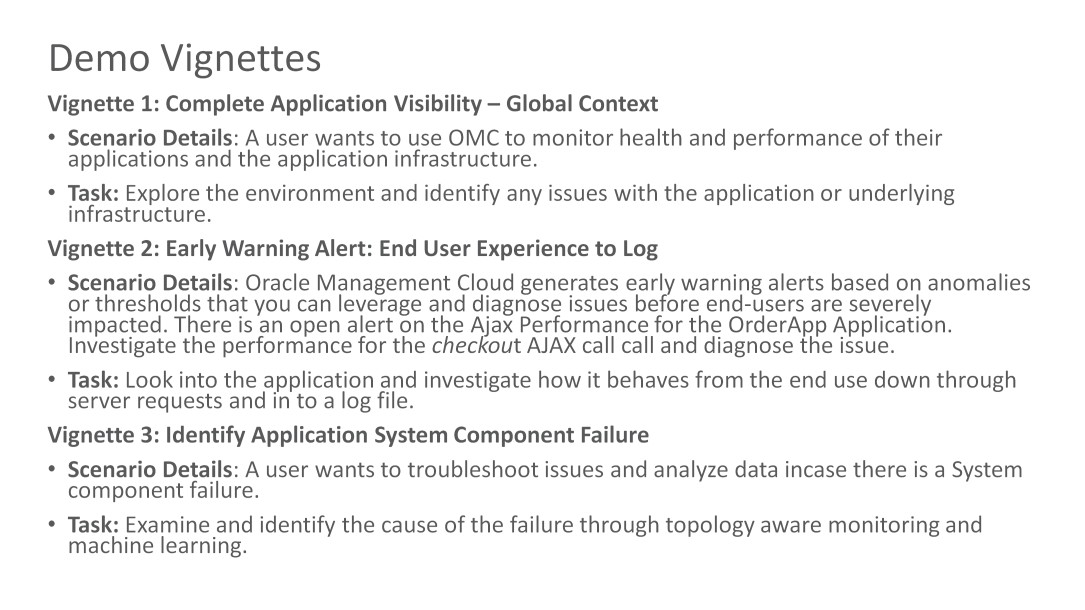 Demo Vignettes
Vignette 1: Complete Application Visibility – Global Context
• Scenario Details: A user wants to use OMC to monitor health and performance of their
applications and the application infrastructure.
• Task: Explore the environment and identify any issues with the application or underlying
infrastructure.
Vignette 2: Early Warning Alert: End User Experience to Log
• Scenario Details: Oracle Management Cloud generates early warning alerts based on anomalies
or thresholds that you can leverage and diagnose issues before end-users are severely
impacted. There is an open alert on the Ajax Performance for the OrderApp Application.
Investigate the performance for the checkout AJAX call call and diagnose the issue.
• Task: Look into the application and investigate how it behaves from the end use down through
server requests and in to a log file.
Vignette 3: Identify Application System Component Failure
• Scenario Details: A user wants to troubleshoot issues and analyze data incase there is a System
component failure.
• Task: Examine and identify the cause of the failure through topology aware monitoring and
machine learning.